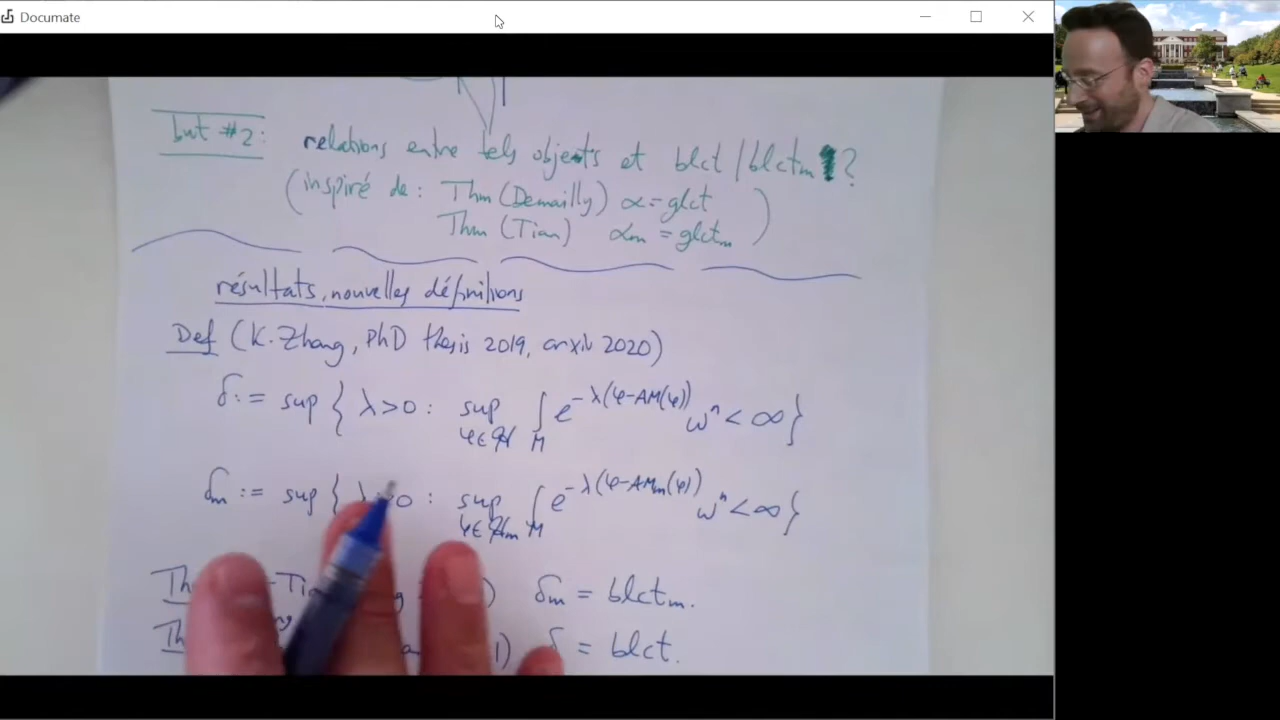 Documate
but #2: relations entre tels objects et blct / blctm ?
(inspiré de: Thm (Demailly) α = glct
Thm (Tian) αm = glctm )
résultats, nouvelles définitions
Def (K. Zhang, PhD thesis 2019, arxiv 2020)
δ := sup { λ>0 : sup φ∈H ∫M e^-λ(φ-AM(φ)) ω^n < ∞ }
δm := sup { λ>0 : sup φ∈Hm ∫M e^-λ(φ-AMm(φ)) ω^n < ∞ }
) δm = blctm.
1) δ = blct.